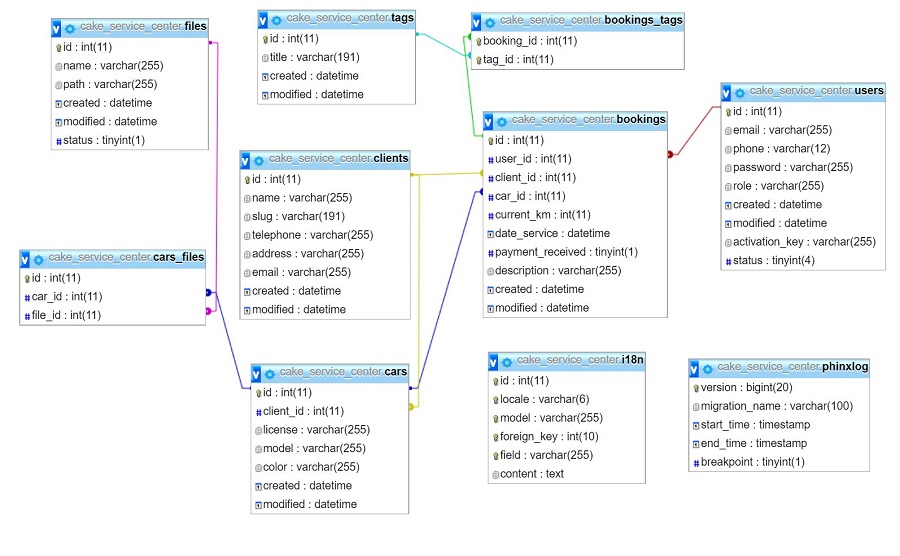 cake_service_center.files
id : int(11)
name : varchar(255)
path : varchar(255)
created : datetime
modified : datetime
status : tinyint(1)
cake_service_center.tags
id : int(11)
title : varchar(191)
created : datetime
modified : datetime
cake_service_center.bookings_tags
booking_id : int(11)
tag_id : int(11)
cake_service_center.users
id : int(11)
email : varchar(255)
phone : varchar(12)
password : varchar(255)
role : varchar(255)
created : datetime
modified : datetime
activation_key : varchar(255)
status : tinyint(4)
cake_service_center.bookings
id : int(11)
user_id : int(11)
client_id : int(11)
car_id : int(11)
current_km : int(11)
date_service : datetime
payment_received : tinyint(1)
description : varchar(255)
created : datetime
modified : datetime
cake_service_center.clients
id : int(11)
name : varchar(255)
slug : varchar(191)
telephone : varchar(255)
address : varchar(255)
email : varchar(255)
created : datetime
modified : datetime
cake_service_center.cars_files
id : int(11)
car_id : int(11)
file_id : int(11)
cake_service_center.cars
id : int(11)
client_id : int(11)
license : varchar(255)
model : varchar(255)
color : varchar(255)
created : datetime
modified : datetime
cake_service_center.i18n
id : int(11)
locale : varchar(6)
model : varchar(255)
foreign_key : int(10)
field : varchar(255)
content : text
cake_service_center.phinxlog
version : bigint(20)
migration_name : varchar(100)
start_time : timestamp
end_time : timestamp
breakpoint : tinyint(1)